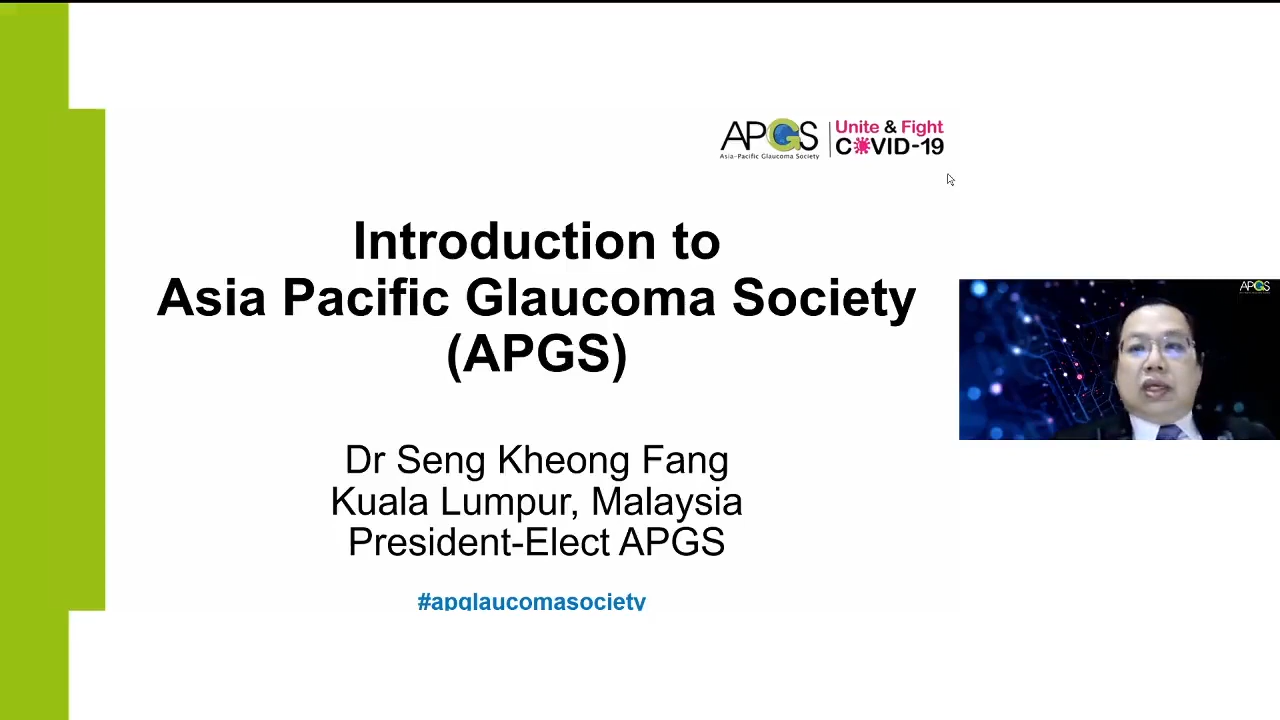 APGS
Asia-Pacific Glaucoma Society
Unite & Fight
COVID-19
Introduction to
Asia Pacific Glaucoma Society
(APGS)
APGS
Dr Seng Kheong Fang
Kuala Lumpur, Malaysia
President-Elect APGS
#apglaucomasociety